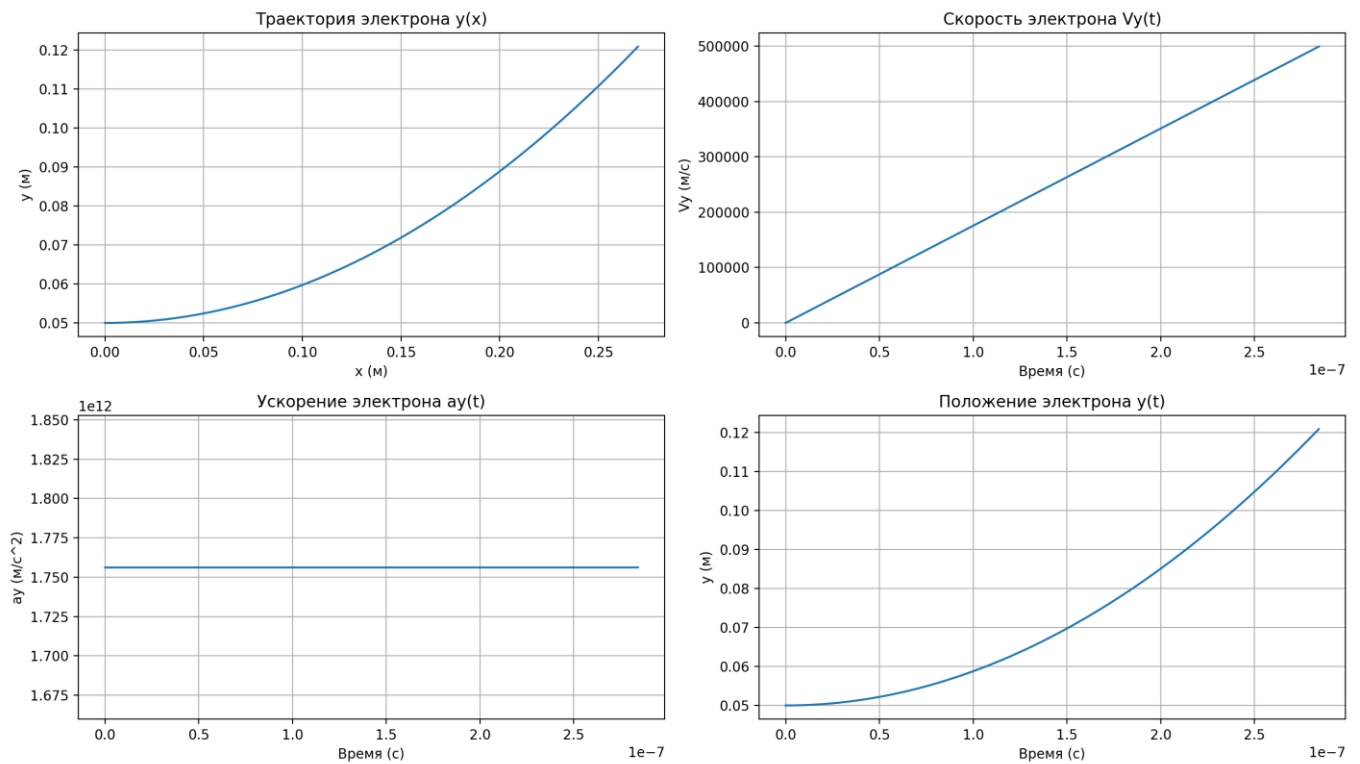 Траектория электрона y(x)
0.12
0.11
0.10
0.09
0.08
0.07
0.06
0.05
y (м)
0.00 0.05 0.10 0.15 0.20 0.25
x (м)
Скорость электрона Vy(t)
500000
400000
300000
200000
100000
0
Vy (м/с)
0.0 0.5 1.0 1.5 2.0 2.5
Время (с)
1e−7
Ускорение электрона ay(t)
1e12
1.850
1.825
1.800
1.775
1.750
1.725
1.700
1.675
ay (м/с^2)
0.0 0.5 1.0 1.5 2.0 2.5
Время (с)
1e−7
Положение электрона y(t)
0.12
0.11
0.10
0.09
0.08
0.07
0.06
0.05
y (м)
0.0 0.5 1.0 1.5 2.0 2.5
Время (с)
1e−7